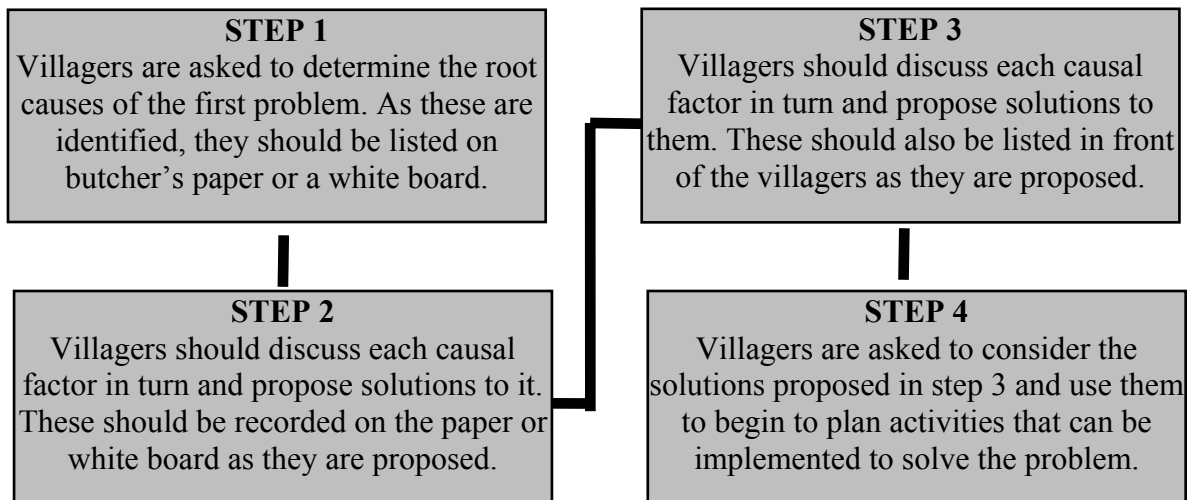 STEP 1
Villagers are asked to determine the root
causes of the first problem. As these are
identified, they should be listed on
butcher’s paper or a white board.
STEP 2
Villagers should discuss each causal
factor in turn and propose solutions to it.
These should be recorded on the paper or
white board as they are proposed.
STEP 3
Villagers should discuss each causal
factor in turn and propose solutions to
them. These should also be listed in front
of the villagers as they are proposed.
STEP 4
Villagers are asked to consider the
solutions proposed in step 3 and use them
to begin to plan activities that can be
implemented to solve the problem.